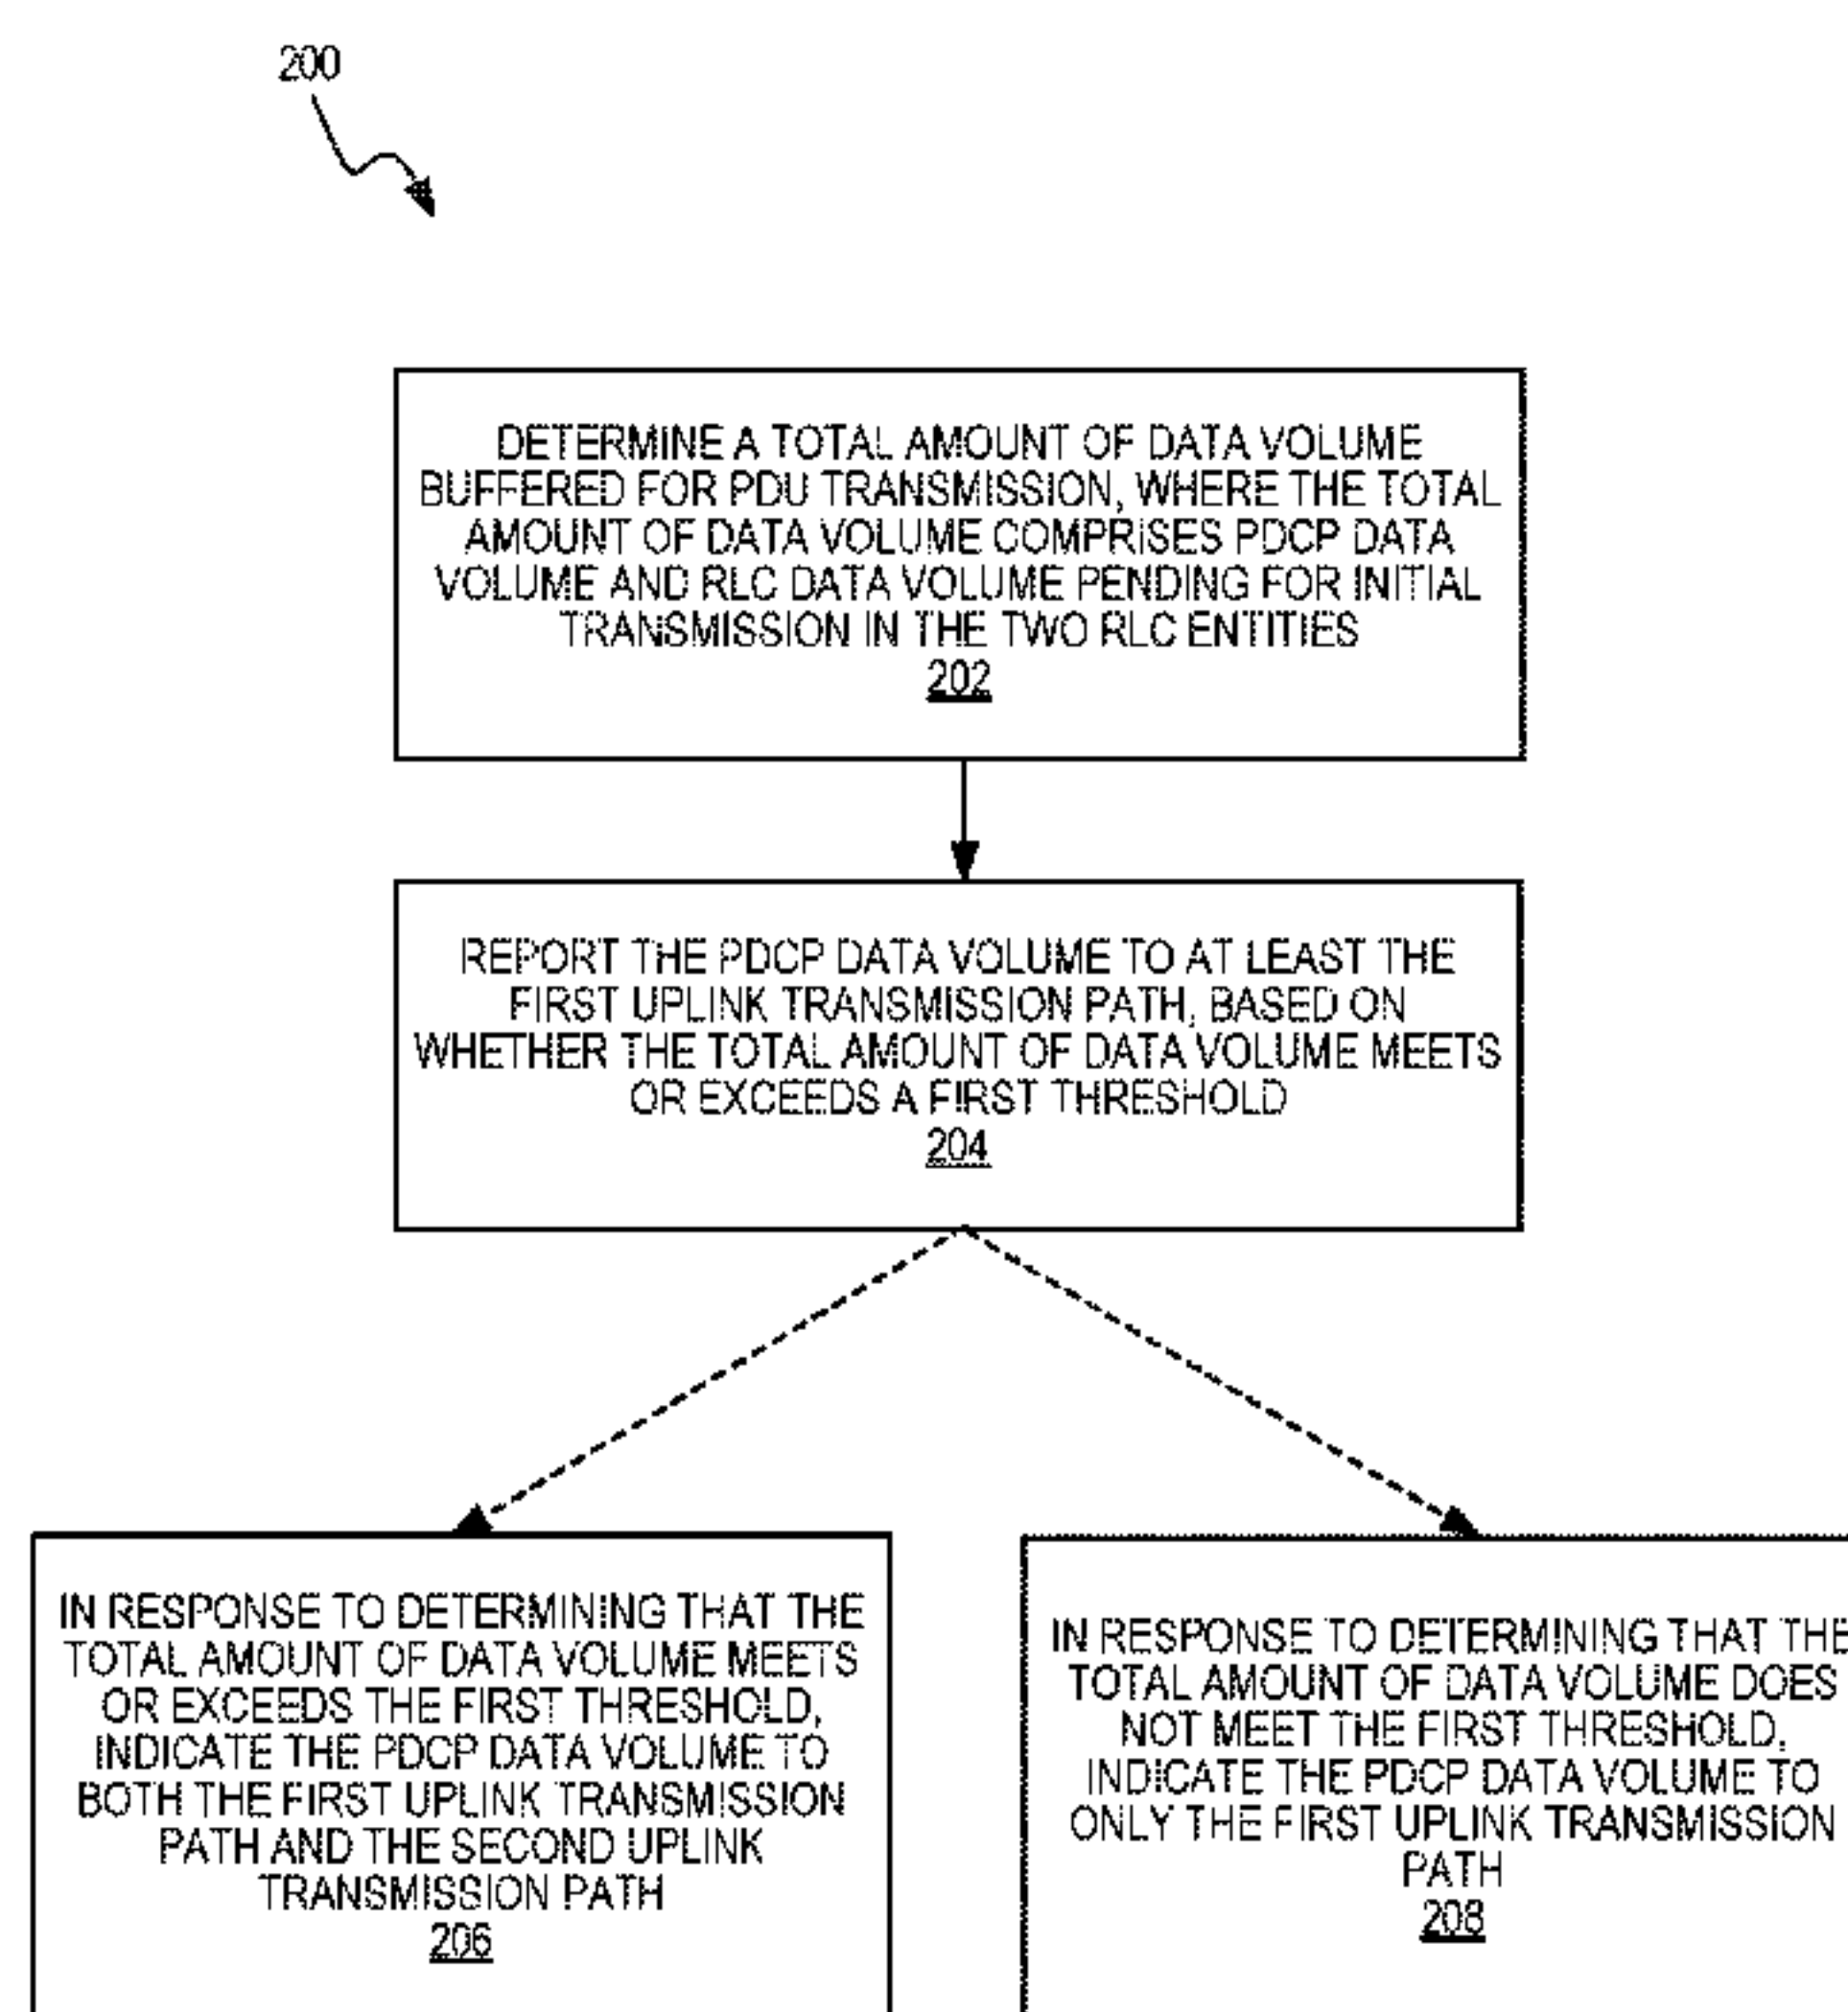 200
DETERMINE A TOTAL AMOUNT OF DATA VOLUME
BUFFERED FOR PDU TRANSMISSION, WHERE THE TOTAL
AMOUNT OF DATA VOLUME COMPRISES PDCP DATA
VOLUME AND RLC DATA VOLUME PENDING FOR INITIAL
TRANSMISSION IN THE TWO RLC ENTITIES
202
REPORT THE PDCP DATA VOLUME TO AT LEAST THE
FIRST UPLINK TRANSMISSION PATH, BASED ON
WHETHER THE TOTAL AMOUNT OF DATA VOLUME MEETS
OR EXCEEDS A FIRST THRESHOLD
204
IN RESPONSE TO DETERMINING THAT THE
TOTAL AMOUNT OF DATA VOLUME MEETS
OR EXCEEDS THE FIRST THRESHOLD,
INDICATE THE PDCP DATA VOLUME TO
BOTH THE FIRST UPLINK TRANSMISSION
PATH AND THE SECOND UPLINK
TRANSMISSION PATH
206
IN RESPONSE TO DETERMINING THAT THE
TOTAL AMOUNT OF DATA VOLUME DOES
NOT MEET THE FIRST THRESHOLD,
INDICATE THE PDCP DATA VOLUME TO
ONLY THE FIRST UPLINK TRANSMISSION
PATH
208